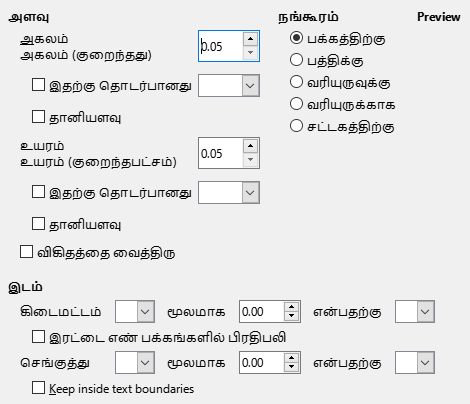 அளவு
நங்கூரம்
Preview
அகலம்
அகலம் (குறைந்தது)
0.05
பக்கத்திற்கு
பத்திக்கு
இதற்கு தொடர்பானது
வரியுருவுக்கு
வரியுருக்காக
தானியளவு
சட்டகத்திற்கு
உயரம்
உயரம் (குறைந்தபட்சம்)
0.05
இதற்கு தொடர்பானது
தானியளவு
விகிதத்தை வைத்திரு
இடம்
கிடைமட்டம் மூலமாக 0.00 என்பதற்கு
இரட்டை எண் பக்கங்களில் பிரதிபலி
செங்குத்து மூலமாக 0.00 என்பதற்கு
Keep inside text boundaries